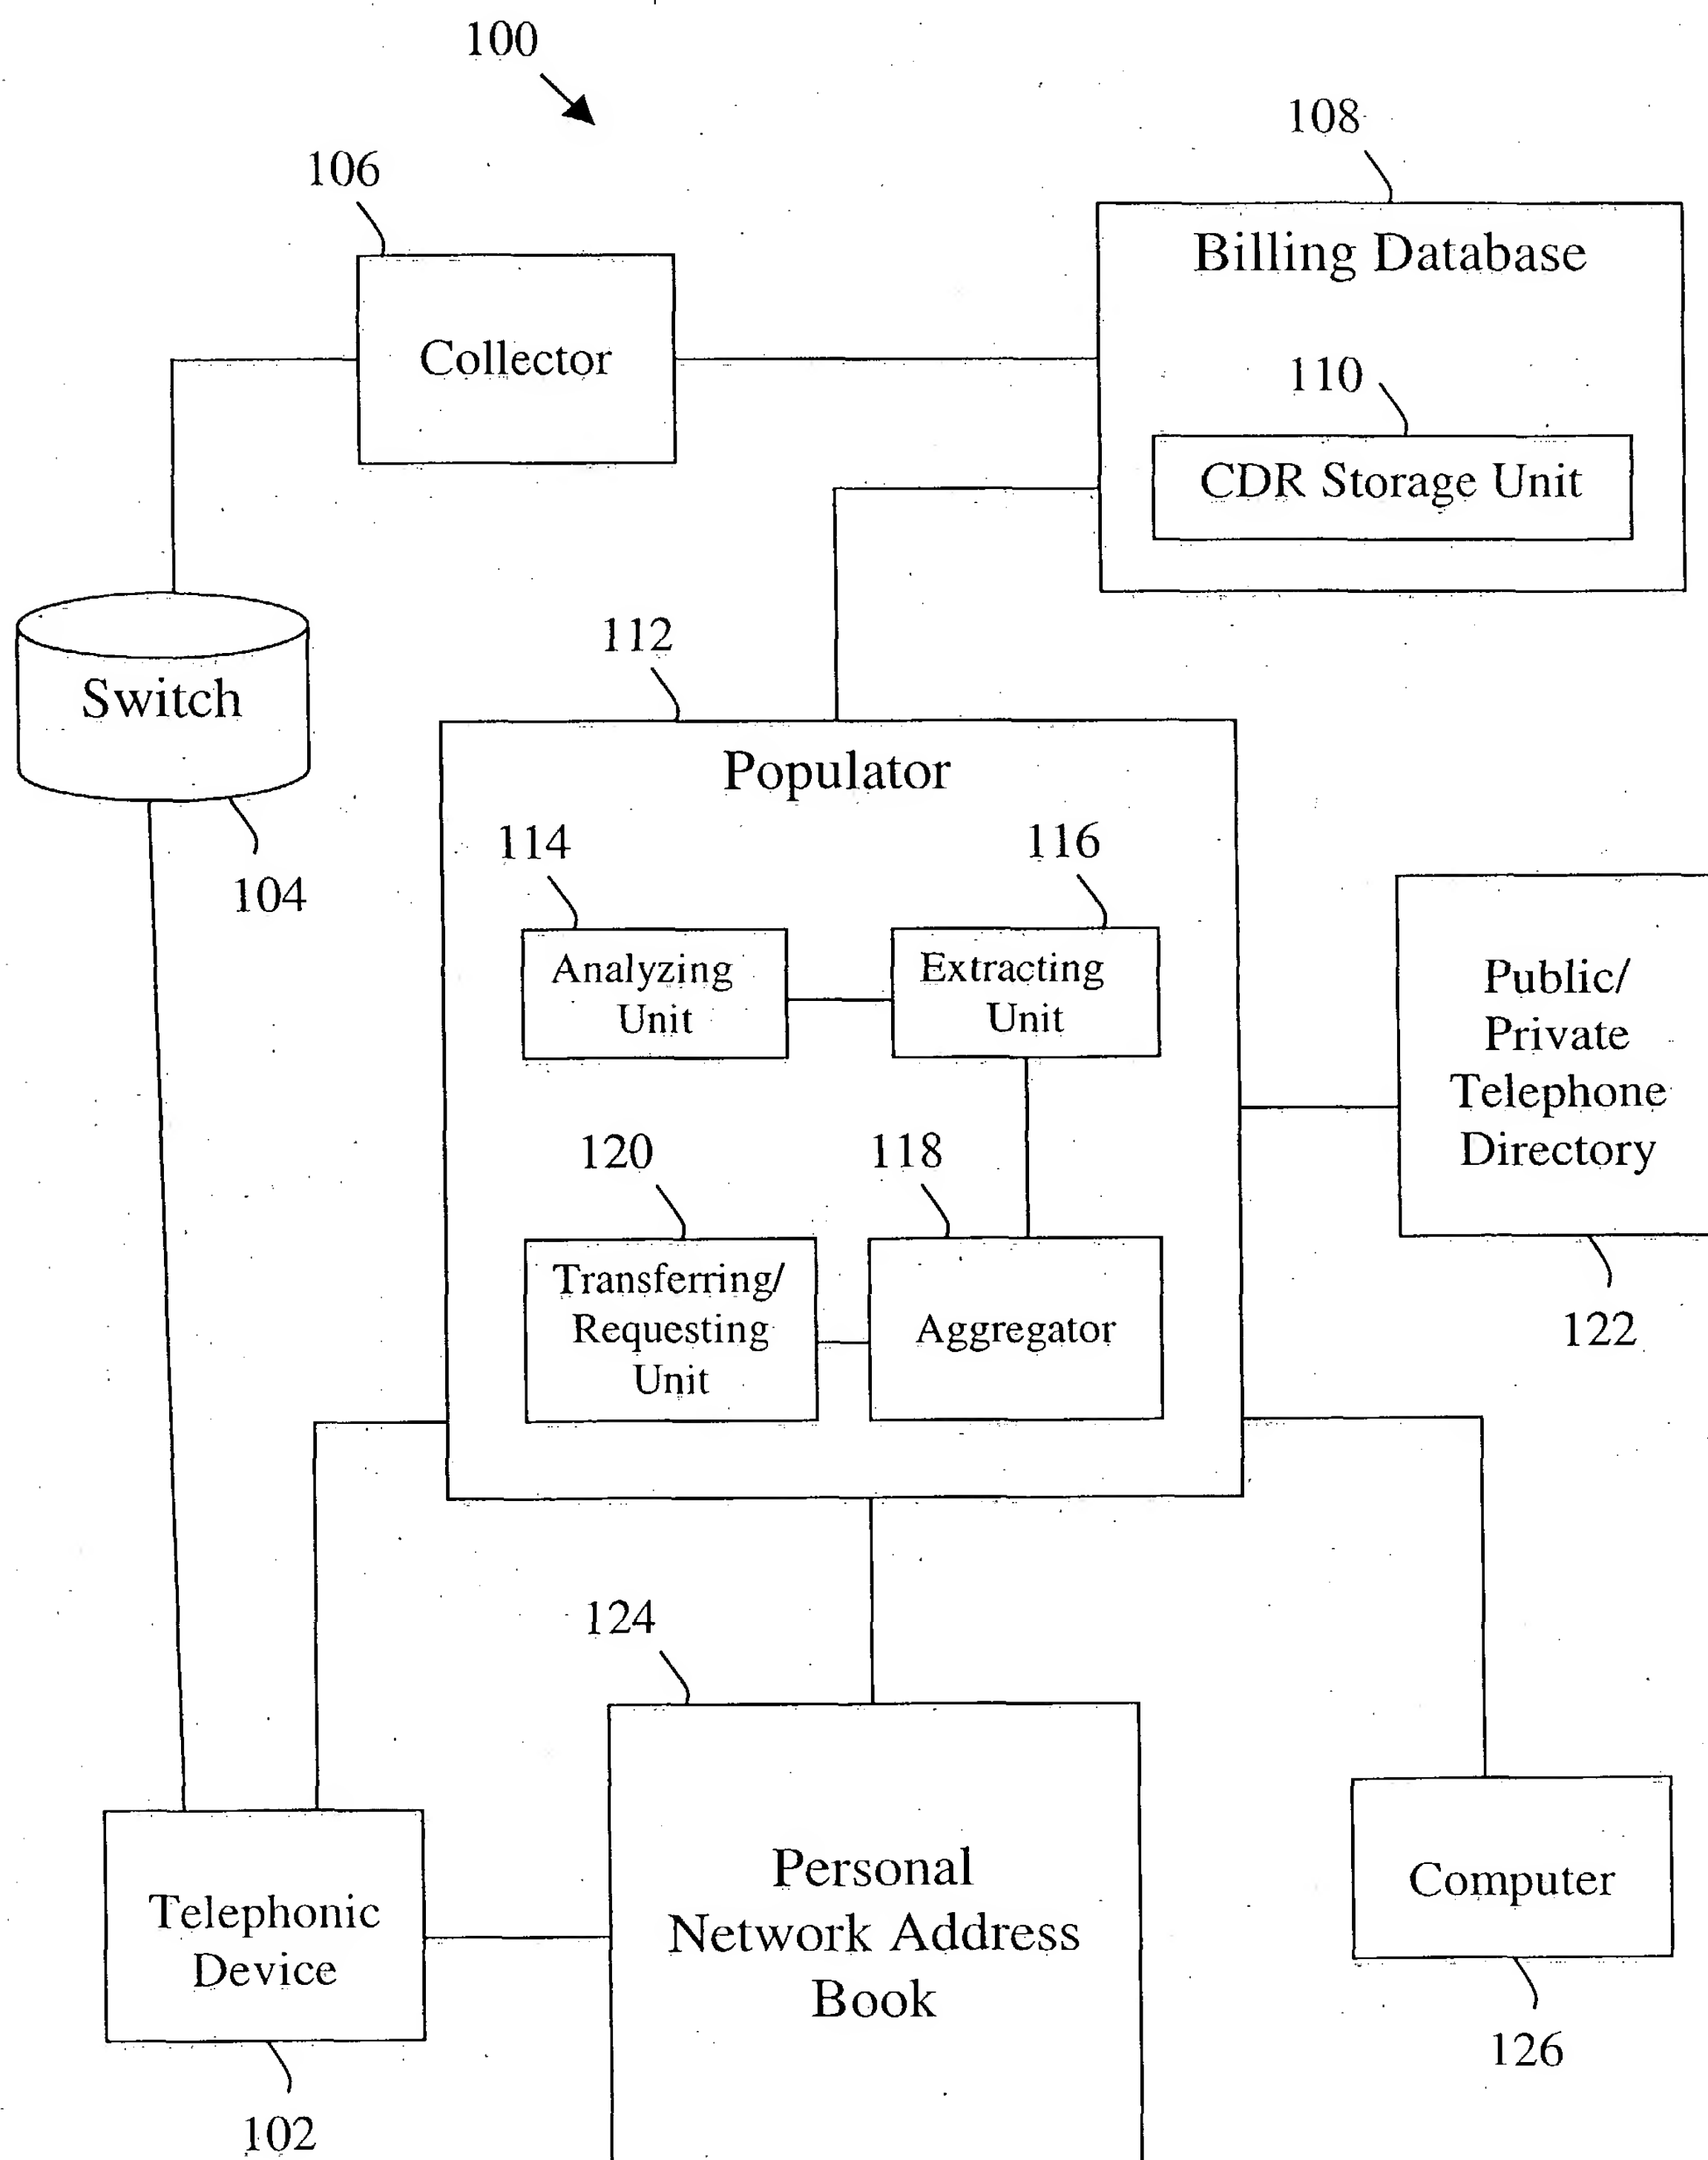 100
108
106
Billing Database
Collector
110
CDR Storage Unit
112
Switch
Populator
114
116
104
Analyzing
Unit
Extracting
Unit
Public/
Private
Telephone
Directory
120
118
Transferring/
Requesting
Unit
Aggregator
122
124
Personal
Network Address
Book
Computer
Telephonic
Device
126
102